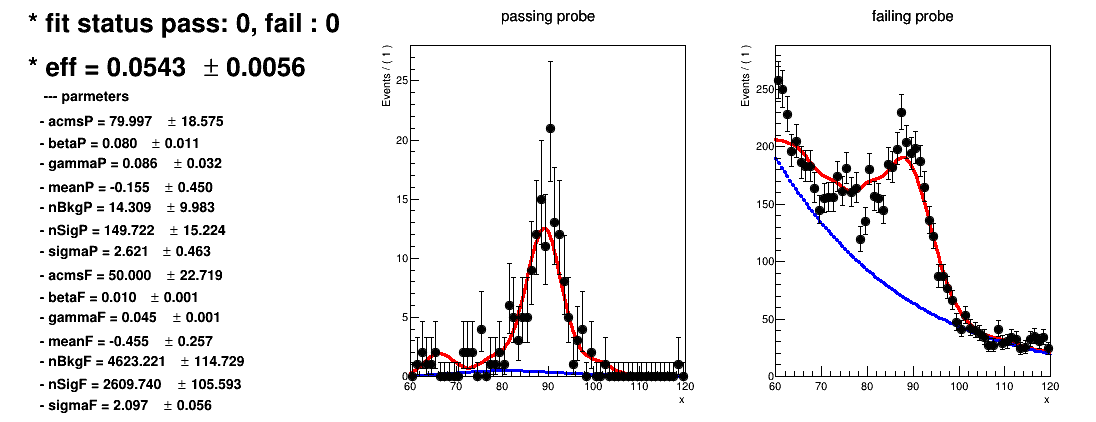 * fit status pass: 0, fail : 0
* eff = 0.0543 ± 0.0056
--- parmeters
- acmsP = 79.997 ± 18.575
- betaP = 0.080 ± 0.011
- gammaP = 0.086 ± 0.032
- meanP = -0.155 ± 0.450
- nBkgP = 14.309 ± 9.983
- nSigP = 149.722 ± 15.224
- sigmaP = 2.621 ± 0.463
- acmsF = 50.000 ± 22.719
- betaF = 0.010 ± 0.001
- gammaF = 0.045 ± 0.001
- meanF = -0.455 ± 0.257
- nBkgF = 4623.221 ± 114.729
- nSigF = 2609.740 ± 105.593
- sigmaF = 2.097 ± 0.056
passing probe
Events / ( 1 )
25
20
15
10
5
0
60 70 80 90 100 110 120
x
failing probe
Events / ( 1 )
250
200
150
100
50
0
60 70 80 90 100 110 120
x